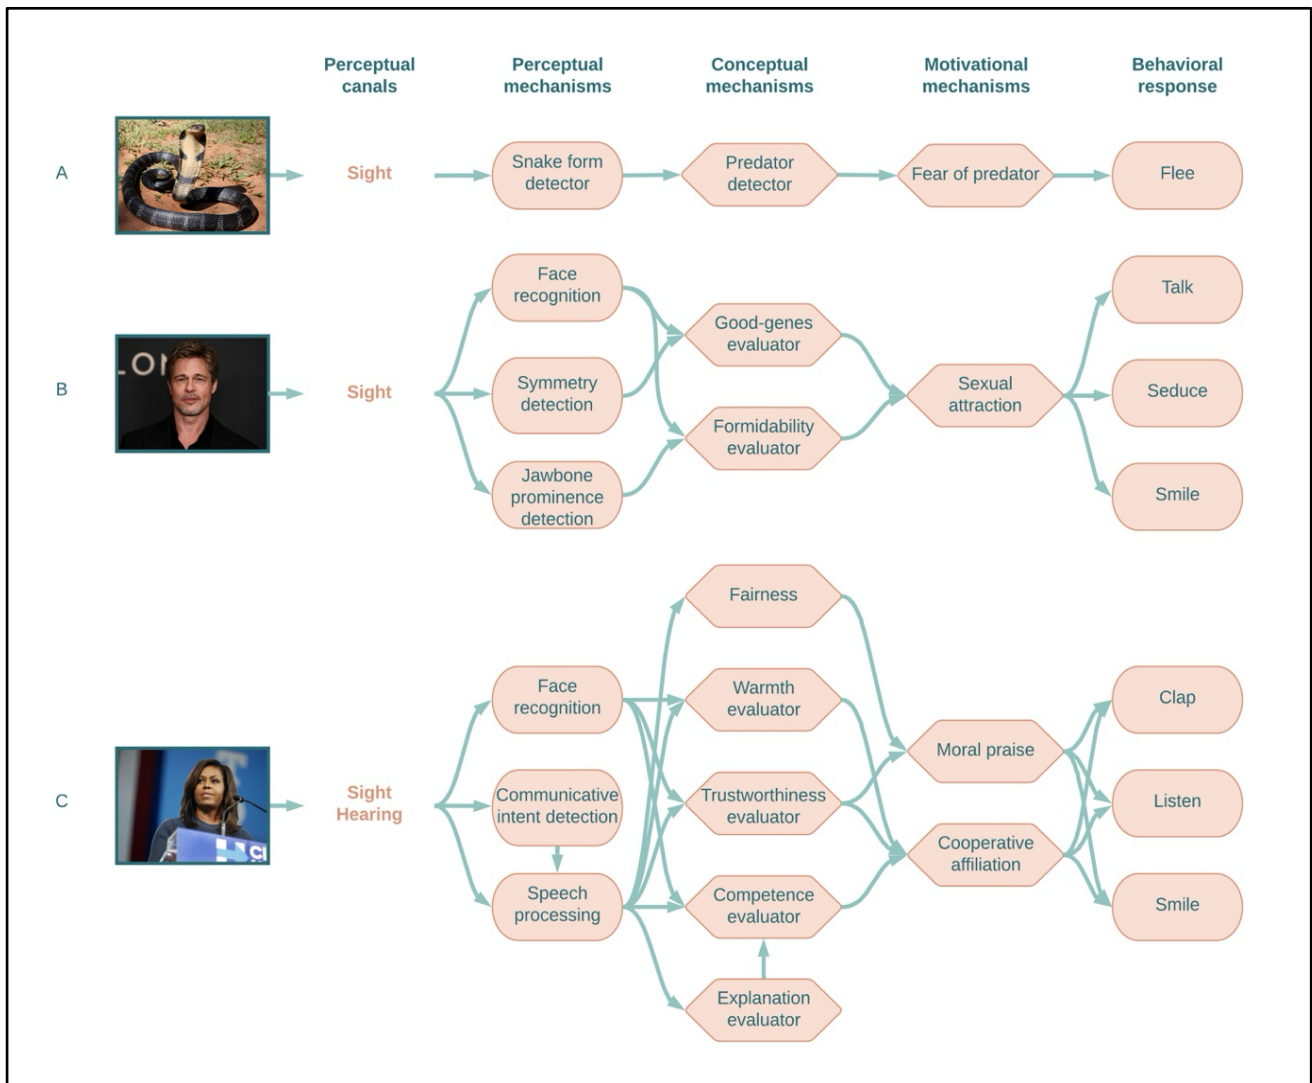 Perceptual canals
Perceptual mechanisms
Conceptual mechanisms
Motivational mechanisms
Behavioral response
A
Sight
Snake form
detector
Predator
detector
Fear of predator
Flee
B
LON
Sight
Face
recognition
Symmetry
detection
Jawbone
prominence
detection
Good-genes
evaluator
Formidability
evaluator
Sexual
attraction
Talk
Seduce
Smile
C
CL
Sight
Hearing
Face
recognition
Communicative
intent detection
Speech
processing
Fairness
Warmth
evaluator
Trustworthiness
evaluator
Competence
evaluator
Explanation
evaluator
Moral praise
Cooperative
affiliation
Clap
Listen
Smile